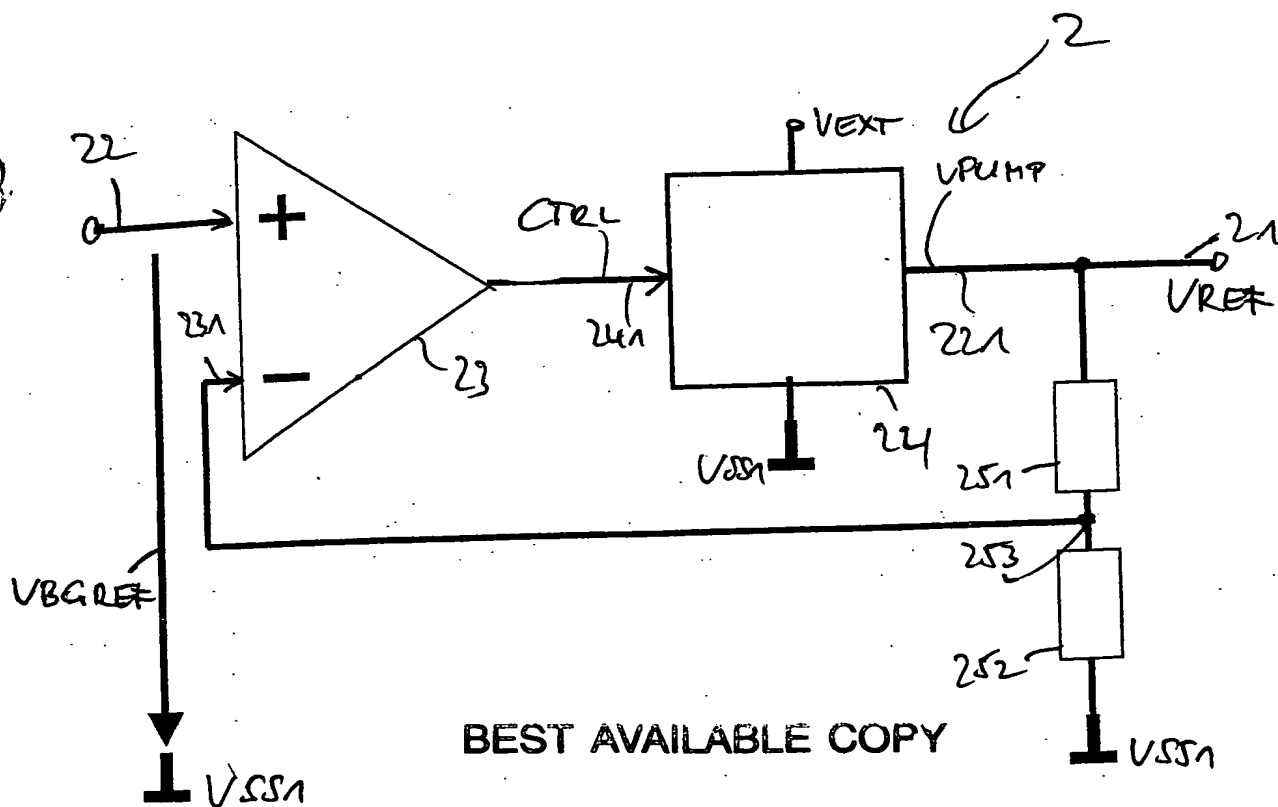 2
22
VEXT
VPUMP
+
CTRL
21
VREF
231
241
221
−
23
224
VSS1
251
253
VBGREF
252
BEST AVAILABLE COPY
VSS1
VSS1